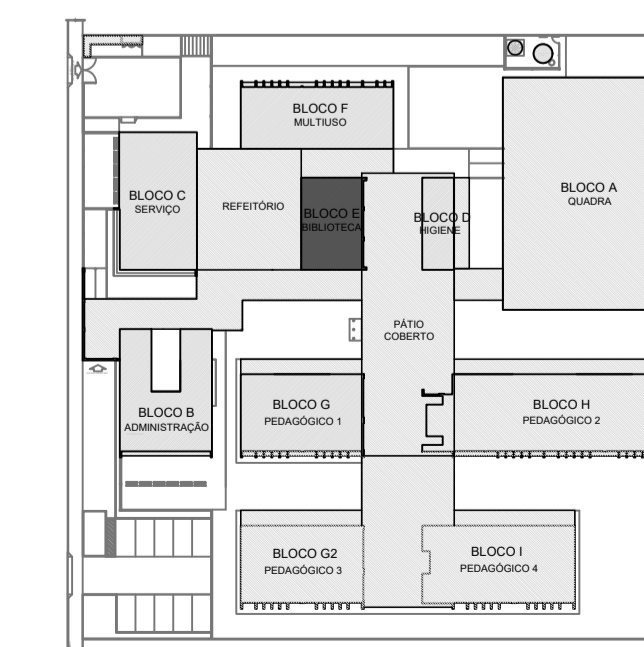 BLOCO F
MULTIUSO
BLOCO A
QUADRA
BLOCO C
SERVIÇO
REFEITÓRIO
BLOCO E
BIBLIOTECA
BLOCO D
HIGIENE
PÁTIO
COBERTO
BLOCO B
ADMINISTRAÇÃO
BLOCO G
PEDAGÓGICO 1
BLOCO H
PEDAGÓGICO 2
BLOCO G2
PEDAGÓGICO 3
BLOCO I
PEDAGÓGICO 4